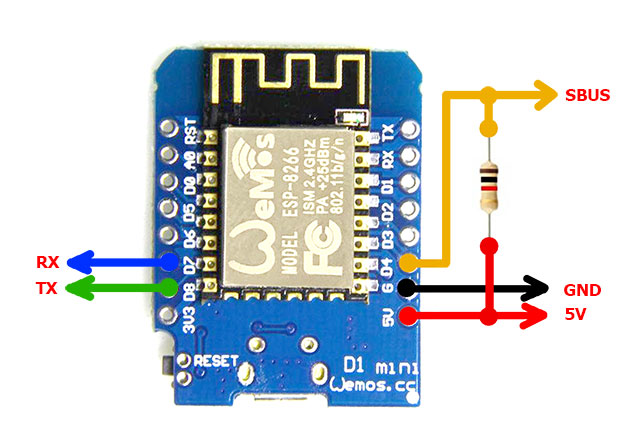 SBUS
RST
TX
A0
RX
D0
D1
D5
D2
D6
D3
RX
D7
D4
TX
D8
G
GND
3V3
5V
5V
WeMos
MODEL ESP-8266
ISM 2.4GHZ
PA +25dBm
802.11b/g/n
FC
RESET
D1 mini
Wemos.cc